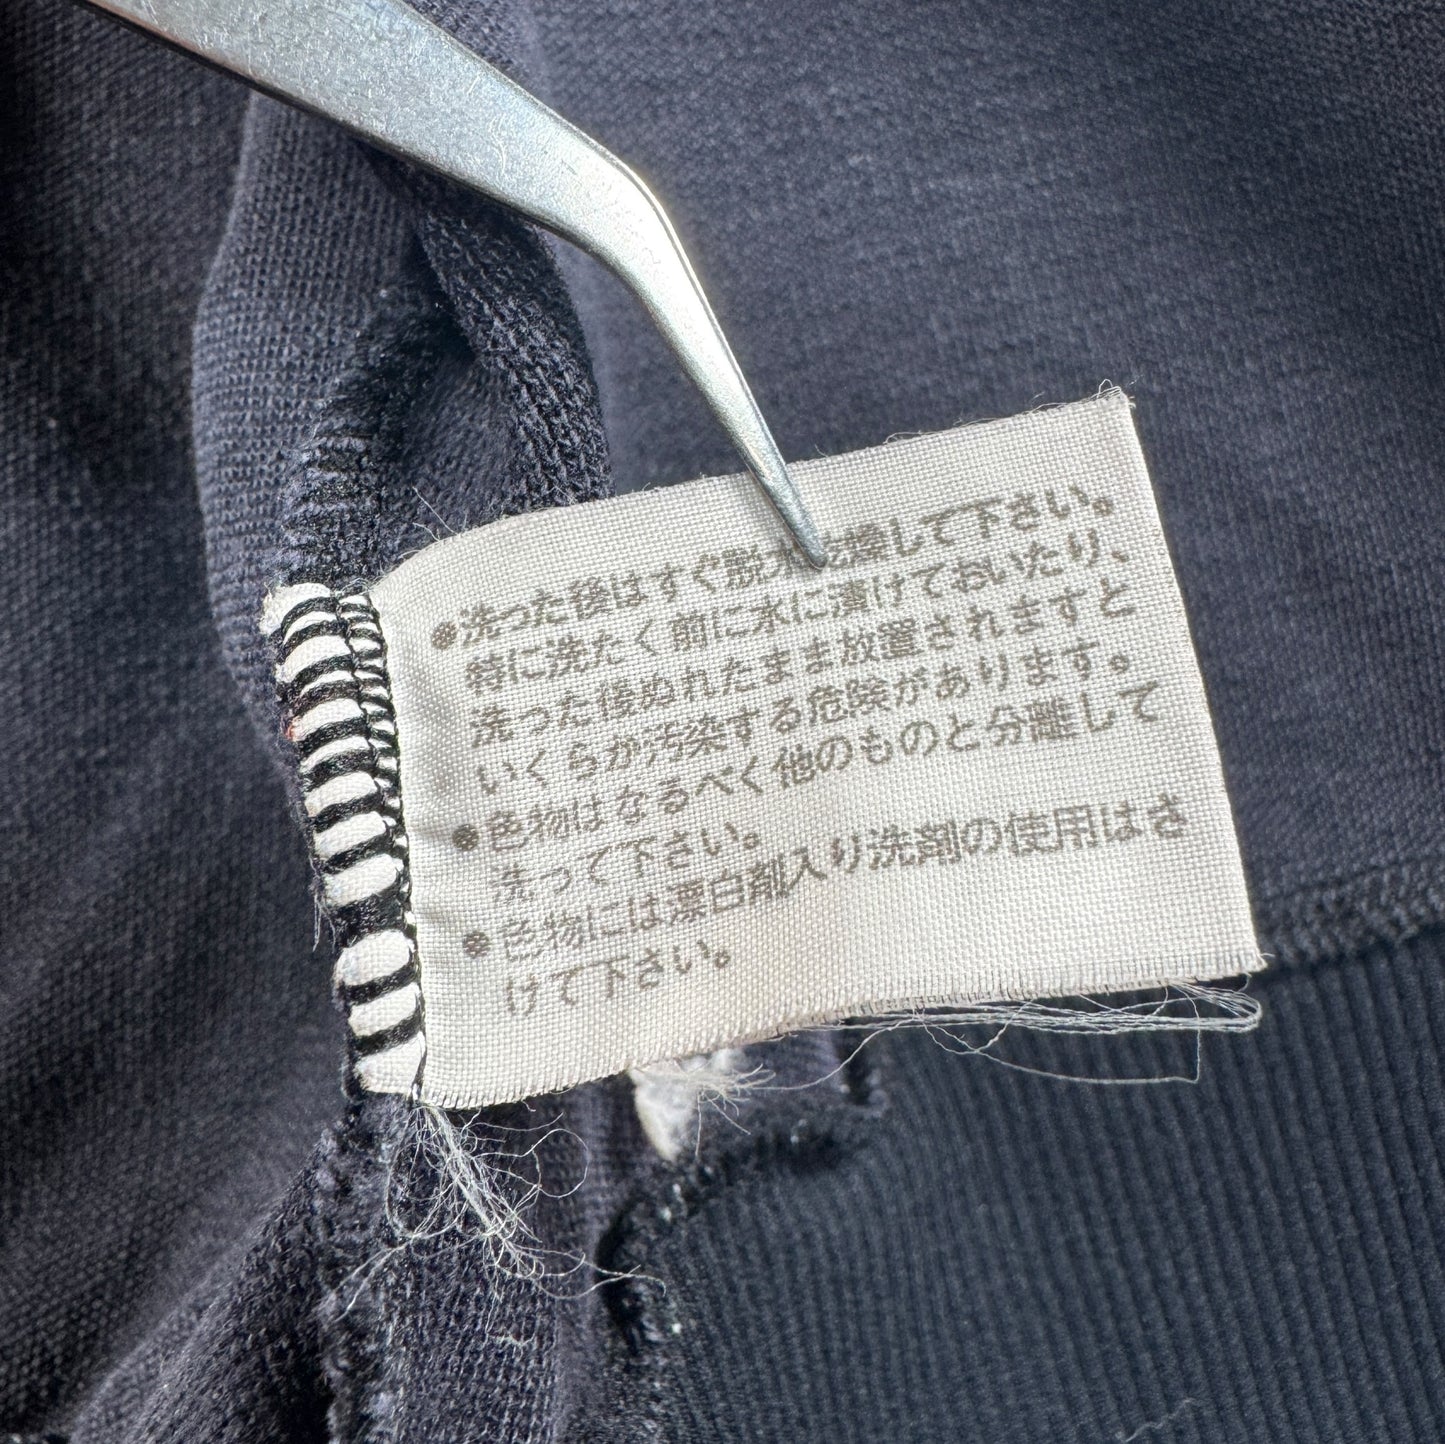 ●洗った後はすぐ脱水乾燥して下さい。
特に洗たく前に水に漬けておいたり、
洗った後ぬれたまま放置されますと
いくらか汚染する危険があります。
●色物はなるべく他のものと分離して
洗って下さい。
●色物には漂白剤入り洗剤の使用はさ
けて下さい。